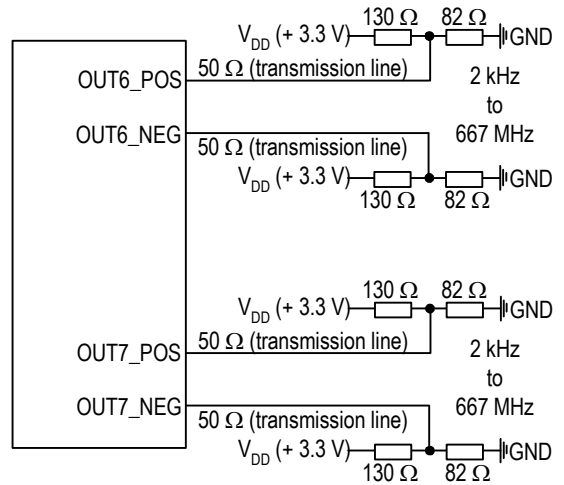 130 Ω 82 Ω
V_DD (+ 3.3 V) GND
OUT6_POS 50 Ω (transmission line) 2 kHz
to
OUT6_NEG 667 MHz
50 Ω (transmission line)
V_DD (+ 3.3 V) GND
130 Ω 82 Ω
130 Ω 82 Ω
V_DD (+ 3.3 V) GND
50 Ω (transmission line)
OUT7_POS 2 kHz
to
OUT7_NEG 667 MHz
50 Ω (transmission line)
V_DD (+ 3.3 V) GND
130 Ω 82 Ω